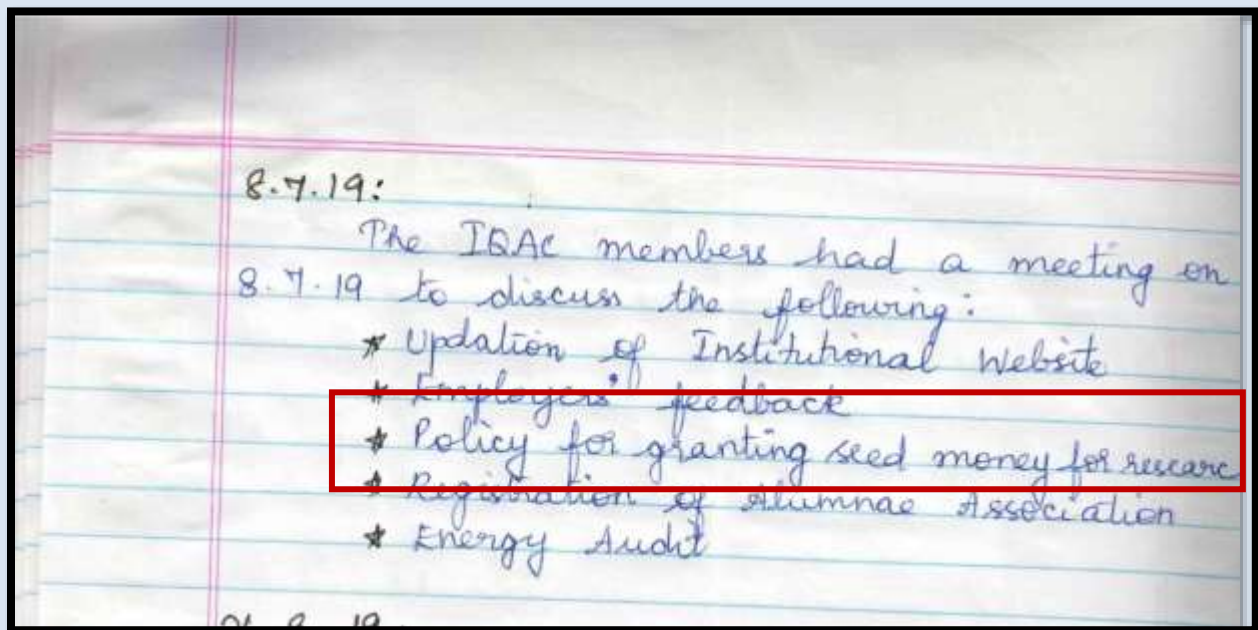 8.7.19:
The IQAC members had a meeting on
8.7.19 to discuss the following:
* Updation of Institutional Website
* Employers' feedback
* Policy for granting seed money for researc
* Registration of Alumnae Association
* Energy Audit